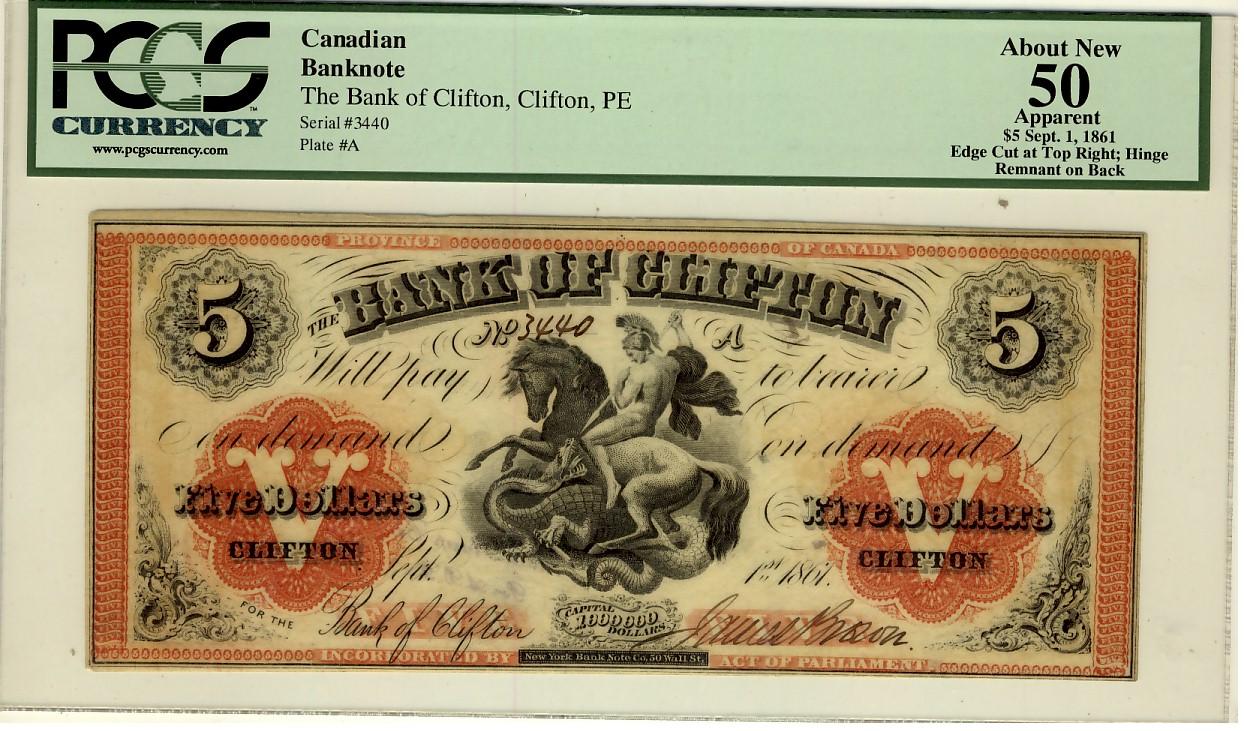 PCGS
CURRENCY
™
www.pcgscurrency.com
Canadian
Banknote
The Bank of Clifton, Clifton, PE
Serial #3440
Plate #A
About New
50
Apparent
$5 Sept. 1, 1861
Edge Cut at Top Right; Hinge
Remnant on Back
PROVINCE OF CANADA
THE BANK OF CLIFTON
5 No 3440 A 5
Will pay to bearer
on demand on demand
V V
Five Dollars Five Dollars
CLIFTON CLIFTON
Sept. 1st 1861.
FOR THE Bank of Clifton
CAPITAL
1000000
DOLLARS
James Brown
INCORPORATED BY New York Bank Note Co. 50 Wall St. ACT OF PARLIAMENT